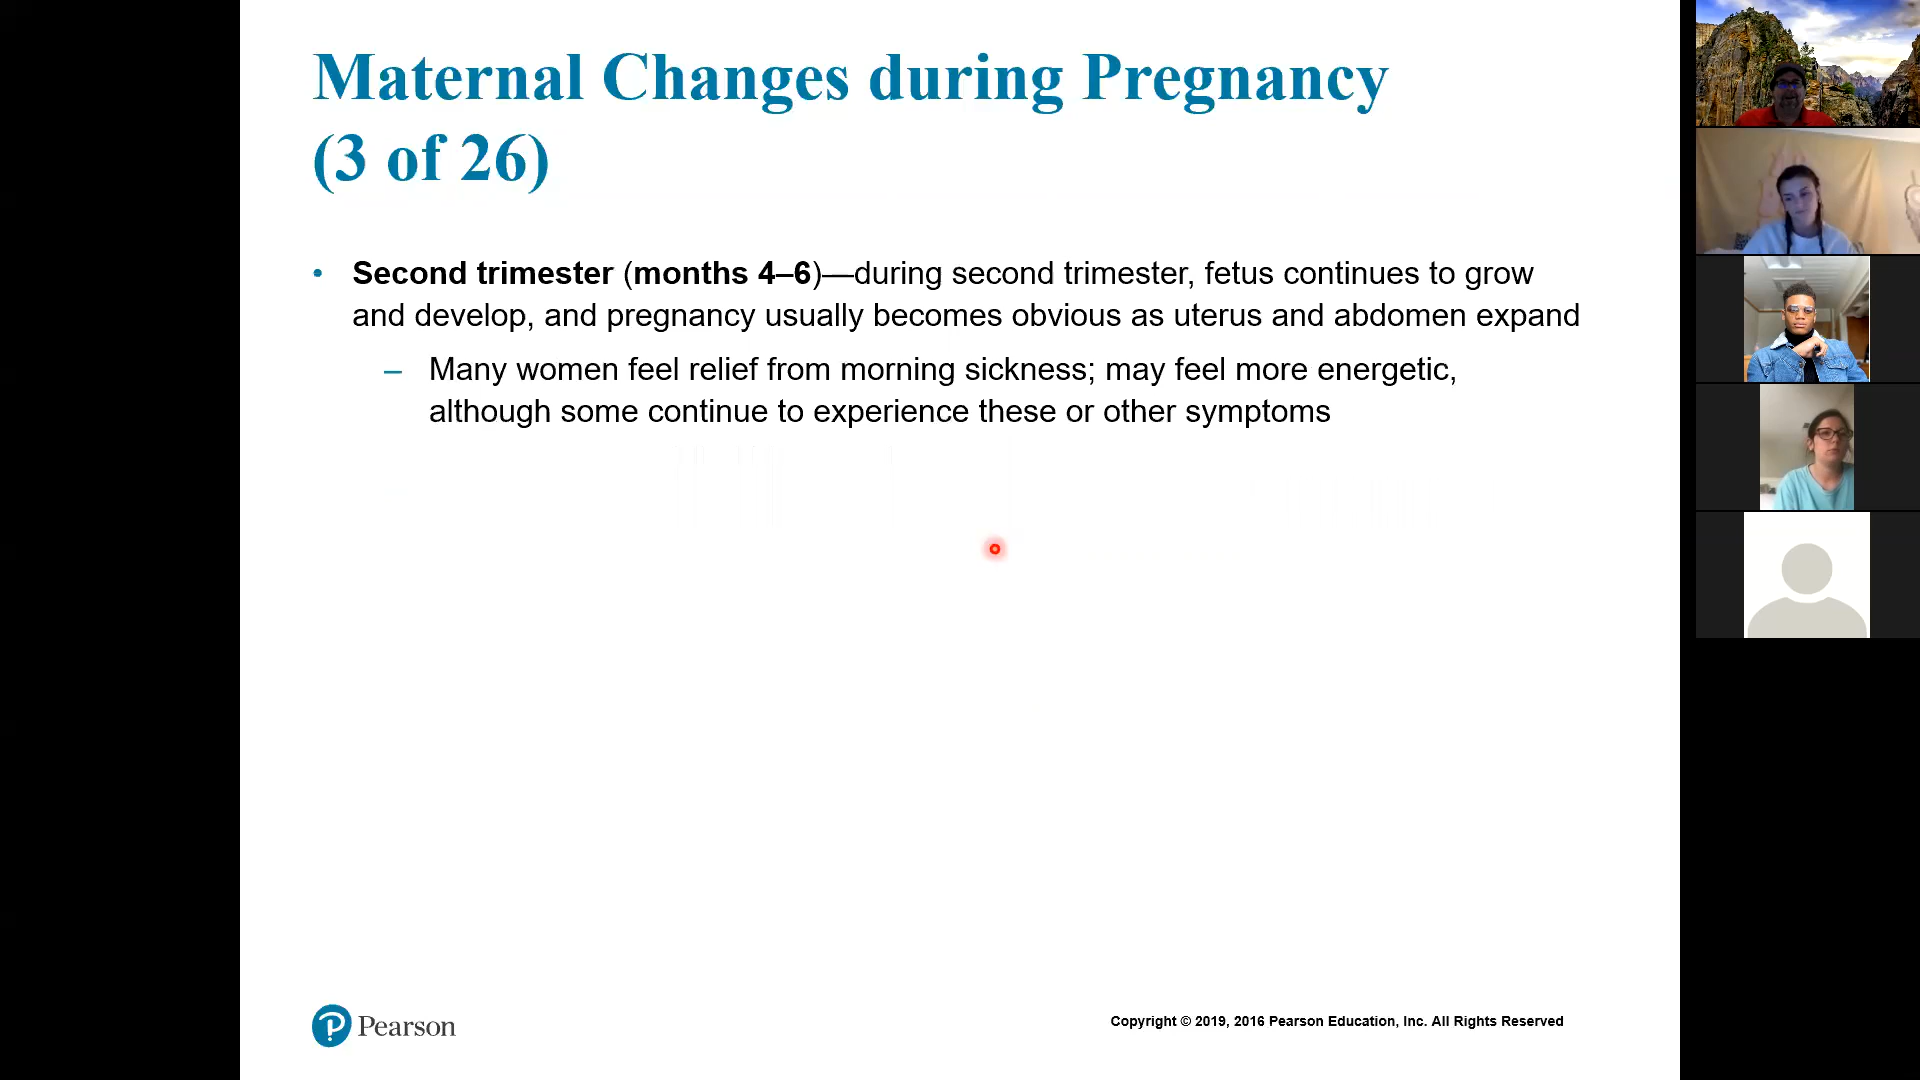 Maternal Changes during Pregnancy
(3 of 26)
• Second trimester (months 4–6)—during second trimester, fetus continues to grow
and develop, and pregnancy usually becomes obvious as uterus and abdomen expand
– Many women feel relief from morning sickness; may feel more energetic,
although some continue to experience these or other symptoms
P Pearson
Copyright © 2019, 2016 Pearson Education, Inc. All Rights Reserved